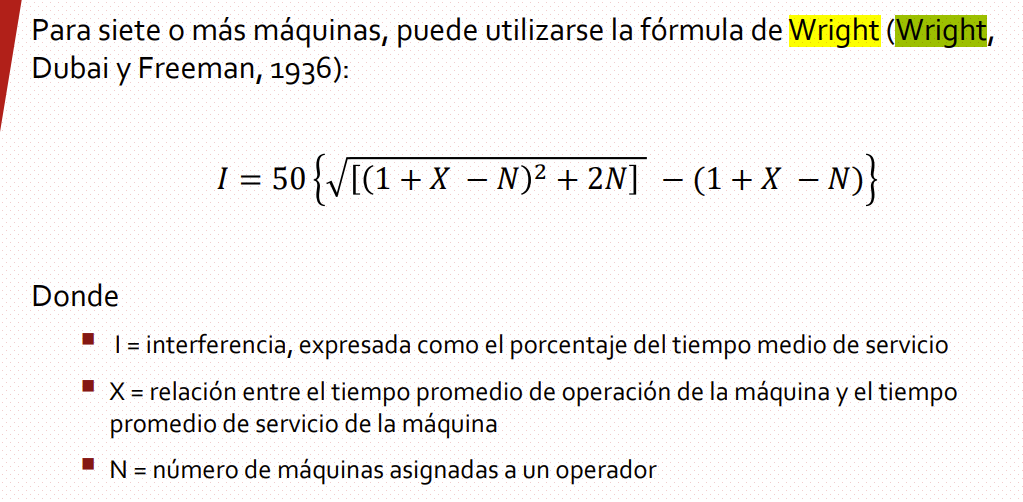 Para siete o más máquinas, puede utilizarse la fórmula de Wright (Wright,
Dubai y Freeman, 1936):
I = 50 {√[(1 + X − N)² + 2N] − (1 + X − N)}
Donde
▪ I = interferencia, expresada como el porcentaje del tiempo medio de servicio
▪ X = relación entre el tiempo promedio de operación de la máquina y el tiempo
promedio de servicio de la máquina
▪ N = número de máquinas asignadas a un operador